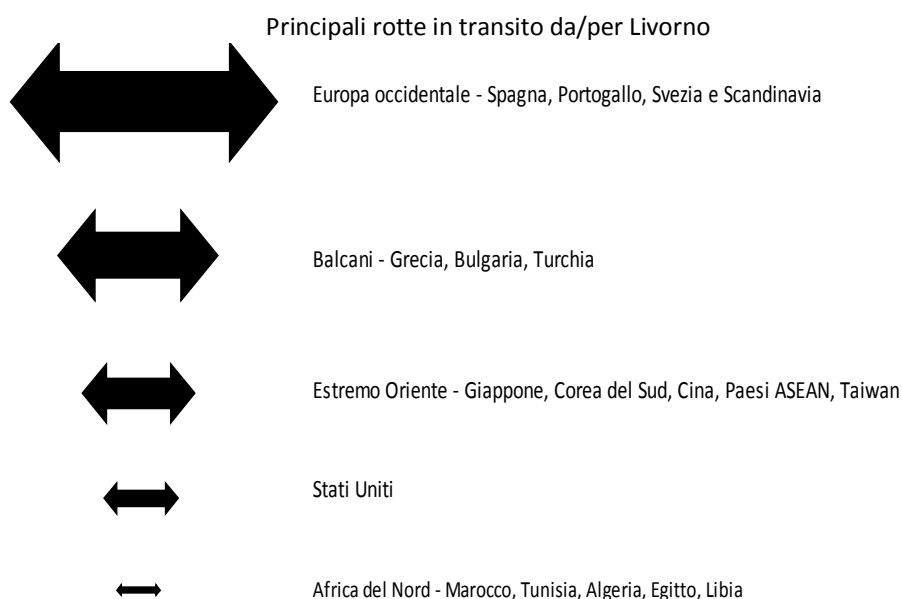 Principali rotte in transito da/per Livorno
Europa occidentale - Spagna, Portogallo, Svezia e Scandinavia
Balcani - Grecia, Bulgaria, Turchia
Estremo Oriente - Giappone, Corea del Sud, Cina, Paesi ASEAN, Taiwan
Stati Uniti
Africa del Nord - Marocco, Tunisia, Algeria, Egitto, Libia